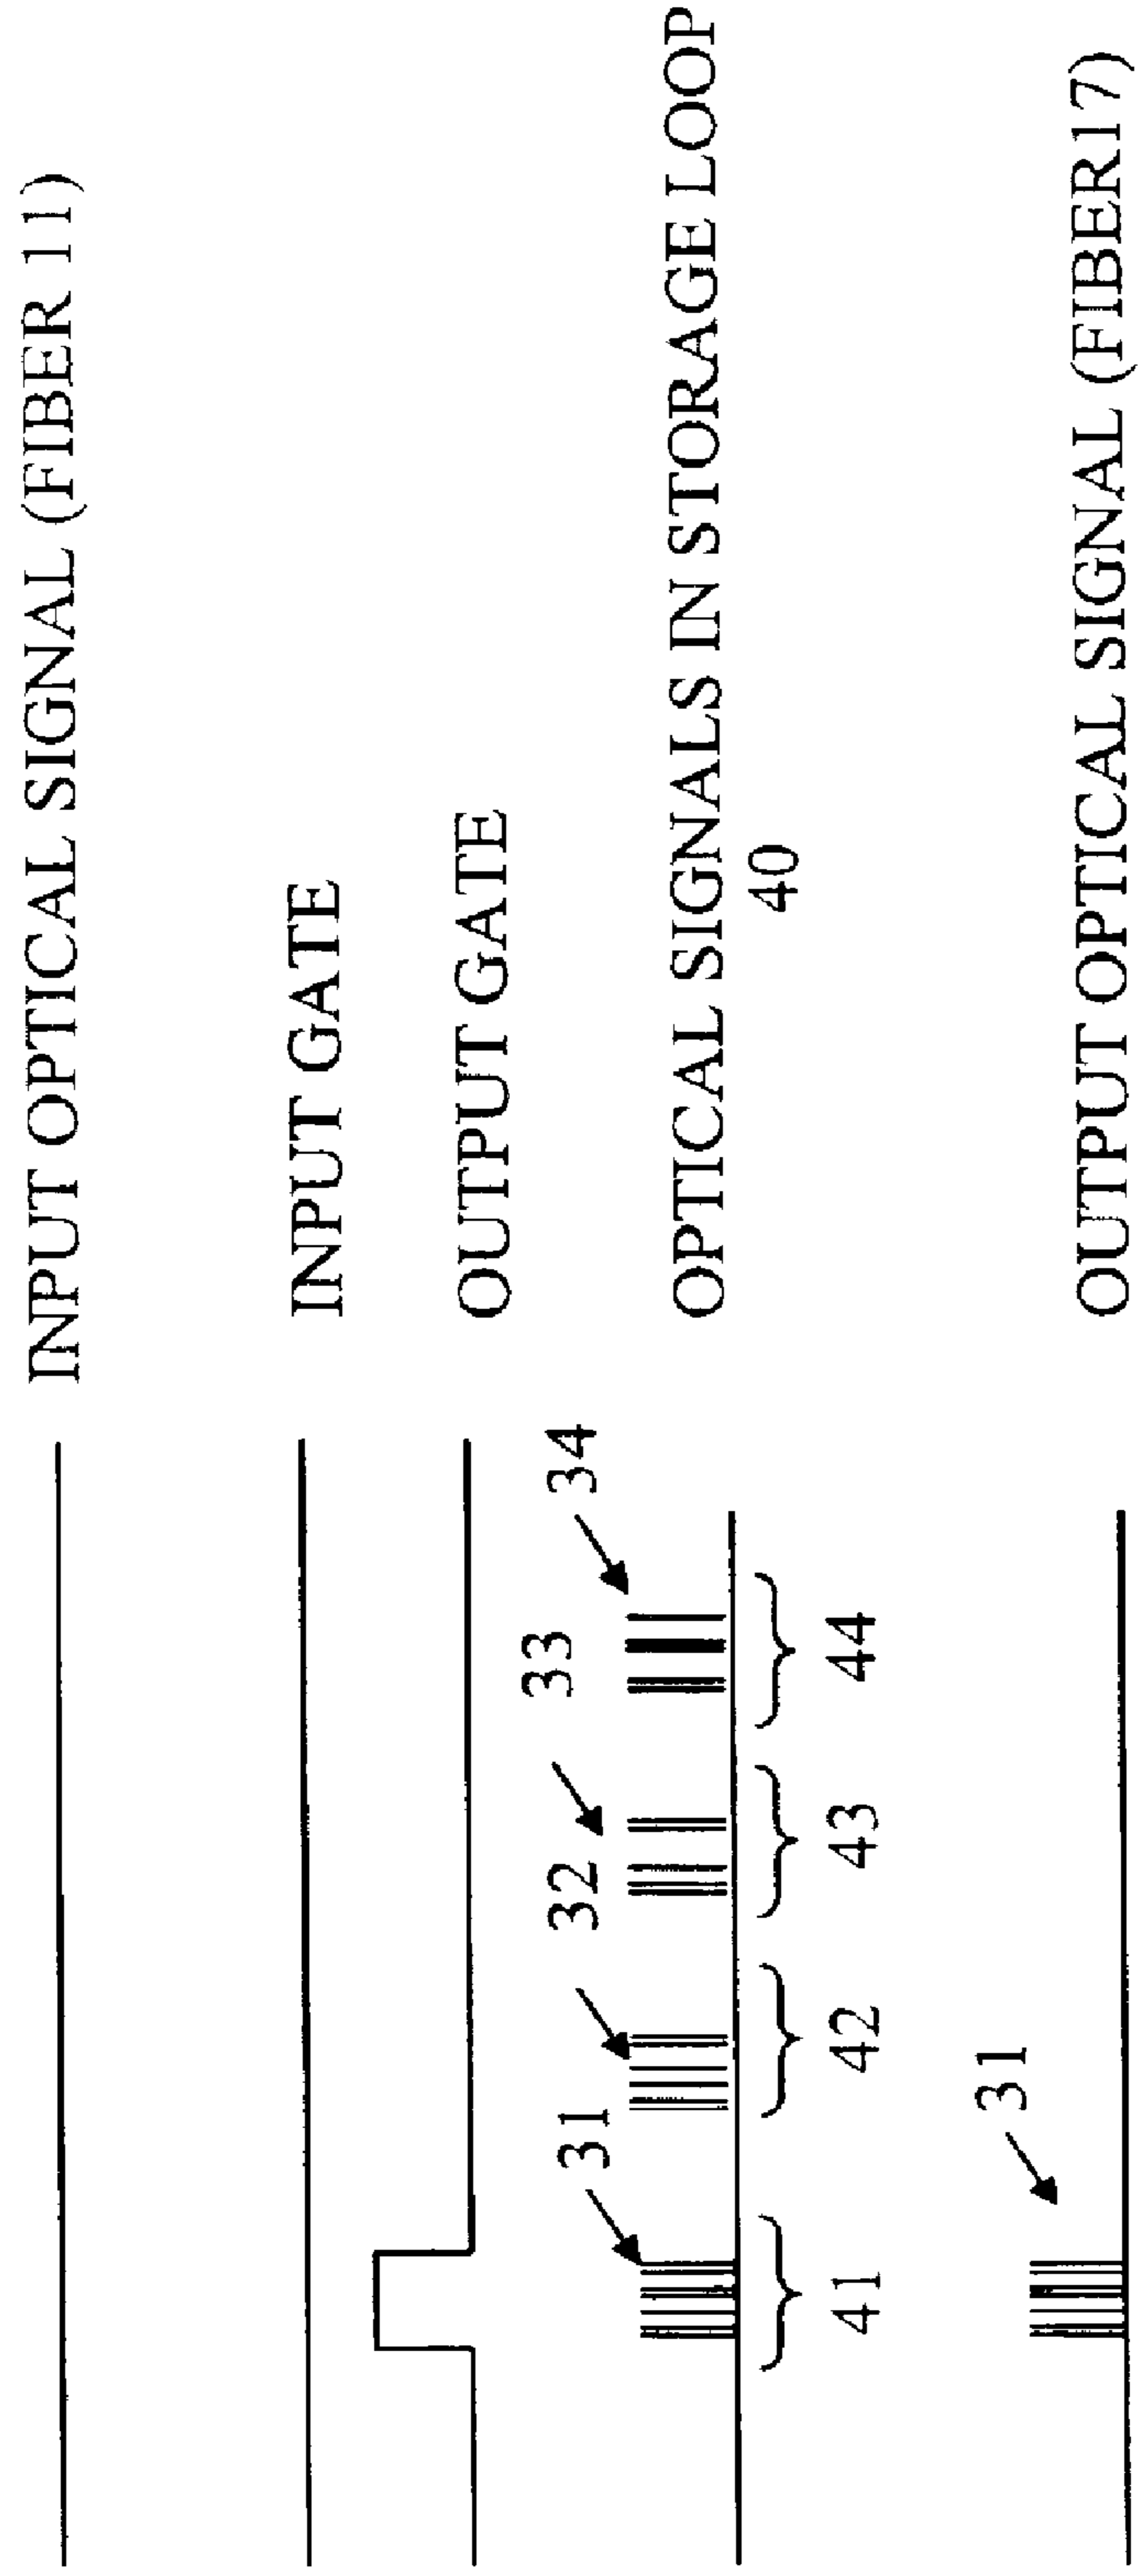 INPUT OPTICAL SIGNAL (FIBER 11)
INPUT GATE
OUTPUT GATE
31
32
33
34
OPTICAL SIGNALS IN STORAGE LOOP
40
41
42
43
44
31
OUTPUT OPTICAL SIGNAL (FIBER17)